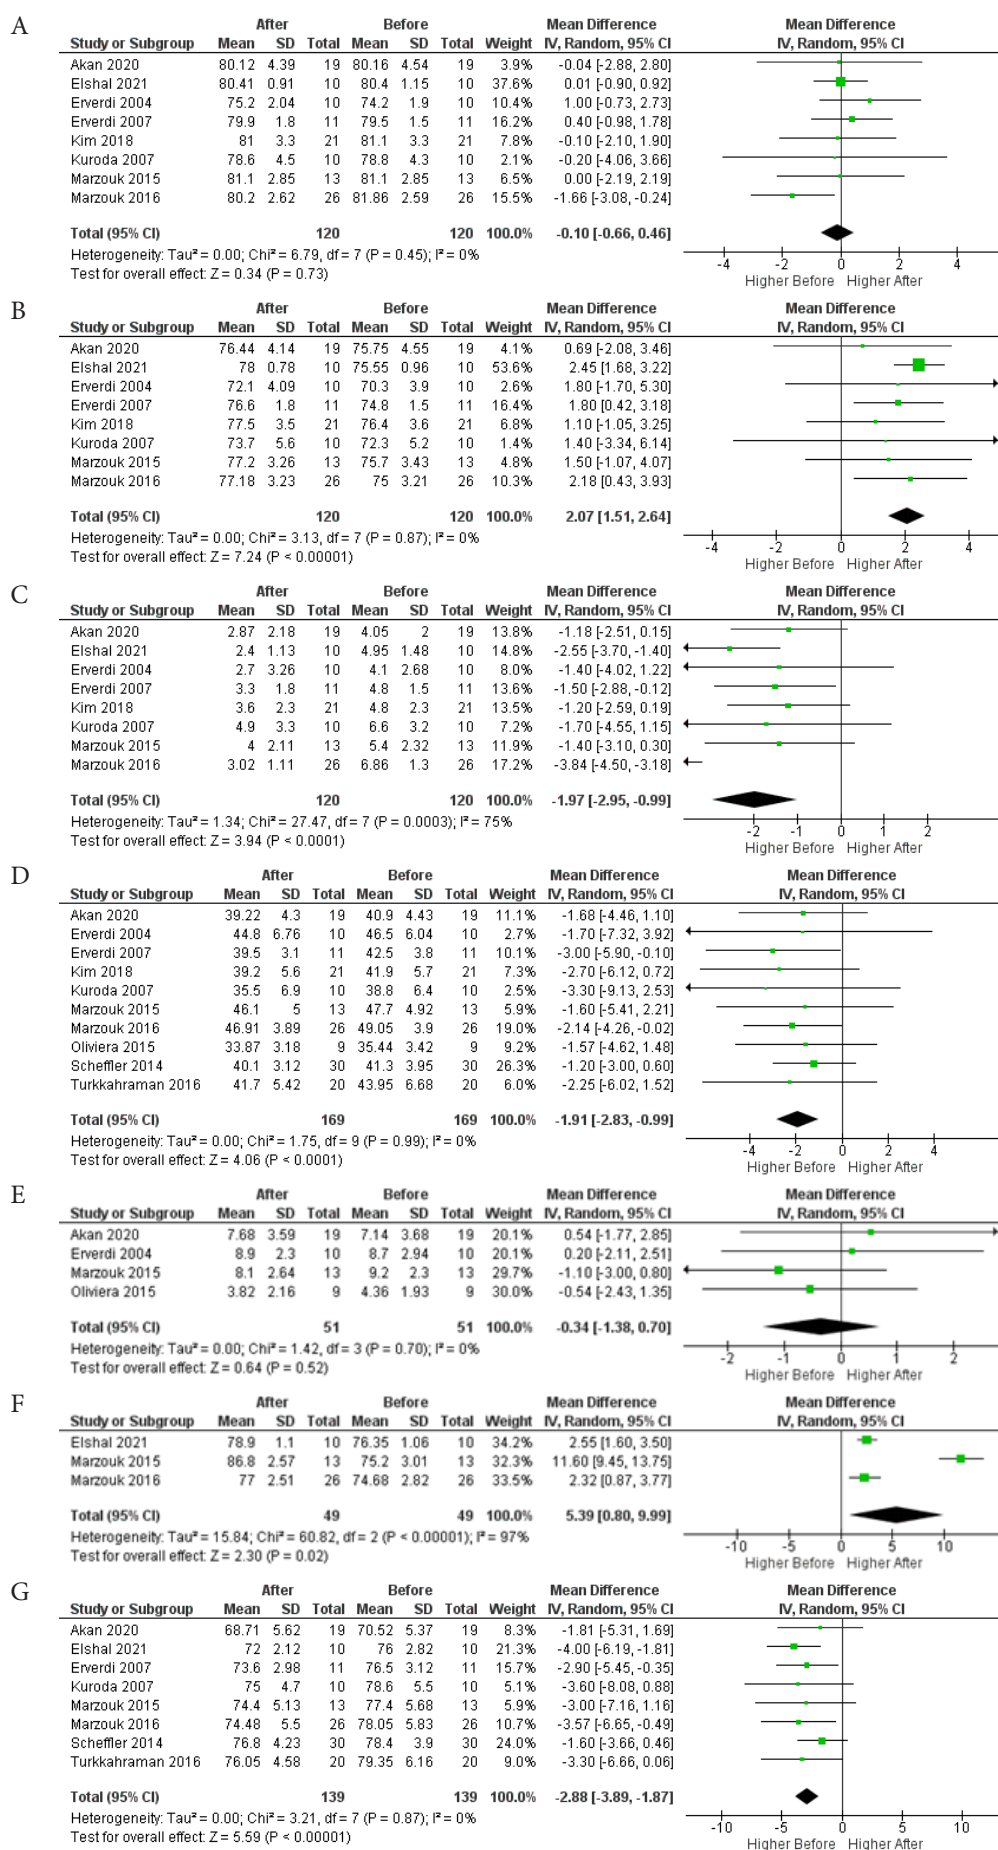 A
After Before Mean Difference Mean Difference
Study or Subgroup Mean SD Total Mean SD Total Weight IV, Random, 95% CI IV, Random, 95% CI
Akan 2020 80.12 4.39 19 80.16 4.54 19 3.9% -0.04 [-2.88, 2.80]
Elshal 2021 80.41 0.91 10 80.4 1.15 10 37.6% 0.01 [-0.90, 0.92]
Erverdi 2004 75.2 2.04 10 74.2 1.9 10 10.4% 1.00 [-0.73, 2.73]
Erverdi 2007 79.9 1.8 11 79.5 1.5 11 16.2% 0.40 [-0.98, 1.78]
Kim 2018 81 3.3 21 81.1 3.3 21 7.8% -0.10 [-2.10, 1.90]
Kuroda 2007 78.6 4.5 10 78.8 4.3 10 2.1% -0.20 [-4.06, 3.66]
Marzouk 2015 81.1 2.85 13 81.1 2.85 13 6.5% 0.00 [-2.19, 2.19]
Marzouk 2016 80.2 2.62 26 81.86 2.59 26 15.5% -1.66 [-3.08, -0.24]
Total (95% CI) 120 120 100.0% -0.10 [-0.66, 0.46]
Heterogeneity: Tau² = 0.00; Chi² = 6.79, df = 7 (P = 0.45); I² = 0%
Test for overall effect: Z = 0.34 (P = 0.73)
-4 -2 0 2 4
Higher Before Higher After
B
After Before Mean Difference Mean Difference
Study or Subgroup Mean SD Total Mean SD Total Weight IV, Random, 95% CI IV, Random, 95% CI
Akan 2020 76.44 4.14 19 75.75 4.55 19 4.1% 0.69 [-2.08, 3.46]
Elshal 2021 78 0.78 10 75.55 0.96 10 53.6% 2.45 [1.68, 3.22]
Erverdi 2004 72.1 4.09 10 70.3 3.9 10 2.6% 1.80 [-1.70, 5.30]
Erverdi 2007 76.6 1.8 11 74.8 1.5 11 16.4% 1.80 [0.42, 3.18]
Kim 2018 77.5 3.5 21 76.4 3.6 21 6.8% 1.10 [-1.05, 3.25]
Kuroda 2007 73.7 5.6 10 72.3 5.2 10 1.4% 1.40 [-3.34, 6.14]
Marzouk 2015 77.2 3.26 13 75.7 3.43 13 4.8% 1.50 [-1.07, 4.07]
Marzouk 2016 77.18 3.23 26 75 3.21 26 10.3% 2.18 [0.43, 3.93]
Total (95% CI) 120 120 100.0% 2.07 [1.51, 2.64]
Heterogeneity: Tau² = 0.00; Chi² = 3.13, df = 7 (P = 0.87); I² = 0%
Test for overall effect: Z = 7.24 (P < 0.00001)
-4 -2 0 2 4
Higher Before Higher After
C
After Before Mean Difference Mean Difference
Study or Subgroup Mean SD Total Mean SD Total Weight IV, Random, 95% CI IV, Random, 95% CI
Akan 2020 2.87 2.18 19 4.05 2 19 13.8% -1.18 [-2.51, 0.15]
Elshal 2021 2.4 1.13 10 4.95 1.48 10 14.8% -2.55 [-3.70, -1.40]
Erverdi 2004 2.7 3.26 10 4.1 2.68 10 8.0% -1.40 [-4.02, 1.22]
Erverdi 2007 3.3 1.8 11 4.8 1.5 11 13.6% -1.50 [-2.88, -0.12]
Kim 2018 3.6 2.3 21 4.8 2.3 21 13.5% -1.20 [-2.59, 0.19]
Kuroda 2007 4.9 3.3 10 6.6 3.2 10 7.2% -1.70 [-4.55, 1.15]
Marzouk 2015 4 2.11 13 5.4 2.32 13 11.9% -1.40 [-3.10, 0.30]
Marzouk 2016 3.02 1.11 26 6.86 1.3 26 17.2% -3.84 [-4.50, -3.18]
Total (95% CI) 120 120 100.0% -1.97 [-2.95, -0.99]
Heterogeneity: Tau² = 1.34; Chi² = 27.47, df = 7 (P = 0.0003); I² = 75%
Test for overall effect: Z = 3.94 (P < 0.0001)
-2 -1 0 1 2
Higher Before Higher After
D
After Before Mean Difference Mean Difference
Study or Subgroup Mean SD Total Mean SD Total Weight IV, Random, 95% CI IV, Random, 95% CI
Akan 2020 39.22 4.3 19 40.9 4.43 19 11.1% -1.68 [-4.46, 1.10]
Erverdi 2004 44.8 6.76 10 46.5 6.04 10 2.7% -1.70 [-7.32, 3.92]
Erverdi 2007 39.5 3.1 11 42.5 3.8 11 10.1% -3.00 [-5.90, -0.10]
Kim 2018 39.2 5.6 21 41.9 5.7 21 7.3% -2.70 [-6.12, 0.72]
Kuroda 2007 35.5 6.9 10 38.8 6.4 10 2.5% -3.30 [-9.13, 2.53]
Marzouk 2015 46.1 5 13 47.7 4.92 13 5.9% -1.60 [-5.41, 2.21]
Marzouk 2016 46.91 3.89 26 49.05 3.9 26 19.0% -2.14 [-4.26, -0.02]
Oliviera 2015 33.87 3.18 9 35.44 3.42 9 9.2% -1.57 [-4.62, 1.48]
Scheffler 2014 40.1 3.12 30 41.3 3.95 30 26.3% -1.20 [-3.00, 0.60]
Turkkahraman 2016 41.7 5.42 20 43.95 6.68 20 6.0% -2.25 [-6.02, 1.52]
Total (95% CI) 169 169 100.0% -1.91 [-2.83, -0.99]
Heterogeneity: Tau² = 0.00; Chi² = 1.75, df = 9 (P = 0.99); I² = 0%
Test for overall effect: Z = 4.06 (P < 0.0001)
-4 -2 0 2 4
Higher Before Higher After
E
After Before Mean Difference Mean Difference
Study or Subgroup Mean SD Total Mean SD Total Weight IV, Random, 95% CI IV, Random, 95% CI
Akan 2020 7.68 3.59 19 7.14 3.68 19 20.1% 0.54 [-1.77, 2.85]
Erverdi 2004 8.9 2.3 10 8.7 2.94 10 20.1% 0.20 [-2.11, 2.51]
Marzouk 2015 8.1 2.64 13 9.2 2.3 13 29.7% -1.10 [-3.00, 0.80]
Oliviera 2015 3.82 2.16 9 4.36 1.93 9 30.0% -0.54 [-2.43, 1.35]
Total (95% CI) 51 51 100.0% -0.34 [-1.38, 0.70]
Heterogeneity: Tau² = 0.00; Chi² = 1.42, df = 3 (P = 0.70); I² = 0%
Test for overall effect: Z = 0.64 (P = 0.52)
-2 -1 0 1 2
Higher Before Higher After
F
After Before Mean Difference Mean Difference
Study or Subgroup Mean SD Total Mean SD Total Weight IV, Random, 95% CI IV, Random, 95% CI
Elshal 2021 78.9 1.1 10 76.35 1.06 10 34.2% 2.55 [1.60, 3.50]
Marzouk 2015 86.8 2.57 13 75.2 3.01 13 32.3% 11.60 [9.45, 13.75]
Marzouk 2016 77 2.51 26 74.68 2.82 26 33.5% 2.32 [0.87, 3.77]
Total (95% CI) 49 49 100.0% 5.39 [0.80, 9.99]
Heterogeneity: Tau² = 15.84; Chi² = 60.82, df = 2 (P < 0.00001); I² = 97%
Test for overall effect: Z = 2.30 (P = 0.02)
-10 -5 0 5 10
Higher Before Higher After
G
After Before Mean Difference Mean Difference
Study or Subgroup Mean SD Total Mean SD Total Weight IV, Random, 95% CI IV, Random, 95% CI
Akan 2020 68.71 5.62 19 70.52 5.37 19 8.3% -1.81 [-5.31, 1.69]
Elshal 2021 72 2.12 10 76 2.82 10 21.3% -4.00 [-6.19, -1.81]
Erverdi 2007 73.6 2.98 11 76.5 3.12 11 15.7% -2.90 [-5.45, -0.35]
Kuroda 2007 75 4.7 10 78.6 5.5 10 5.1% -3.60 [-8.08, 0.88]
Marzouk 2015 74.4 5.13 13 77.4 5.68 13 5.9% -3.00 [-7.16, 1.16]
Marzouk 2016 74.48 5.5 26 78.05 5.83 26 10.7% -3.57 [-6.65, -0.49]
Scheffler 2014 76.8 4.23 30 78.4 3.9 30 24.0% -1.60 [-3.66, 0.46]
Turkkahraman 2016 76.05 4.58 20 79.35 6.16 20 9.0% -3.30 [-6.66, 0.06]
Total (95% CI) 139 139 100.0% -2.88 [-3.89, -1.87]
Heterogeneity: Tau² = 0.00; Chi² = 3.21, df = 7 (P = 0.87); I² = 0%
Test for overall effect: Z = 5.59 (P < 0.00001)
-10 -5 0 5 10
Higher Before Higher After